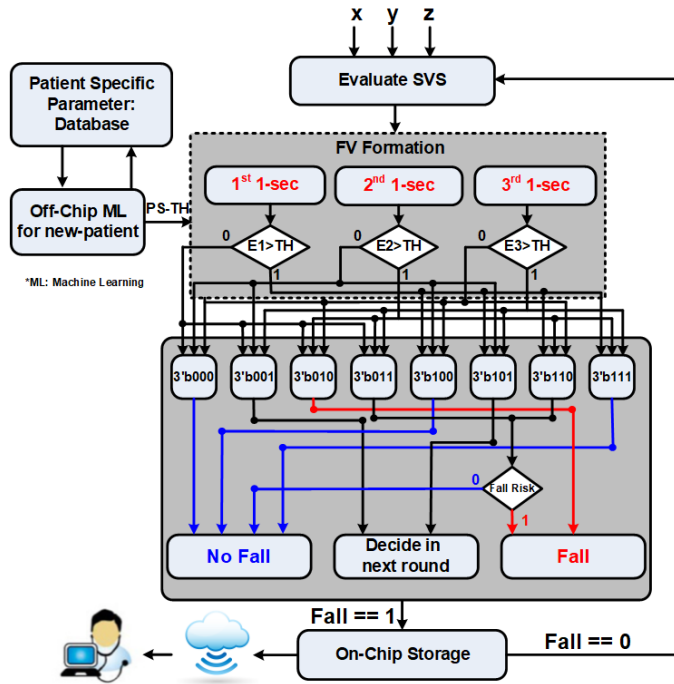 x y z
Evaluate SVS
Patient Specific
Parameter:
Database
Off-Chip ML
for new-patient
PS-TH
*ML: Machine Learning
FV Formation
1st 1-sec
2nd 1-sec
3rd 1-sec
0
E1>TH
1
0
E2>TH
1
0
E3>TH
1
3'b000
3'b001
3'b010
3'b011
3'b100
3'b101
3'b110
3'b111
0
Fall Risk
1
No Fall
Decide in
next round
Fall
Fall == 1
On-Chip Storage
Fall == 0